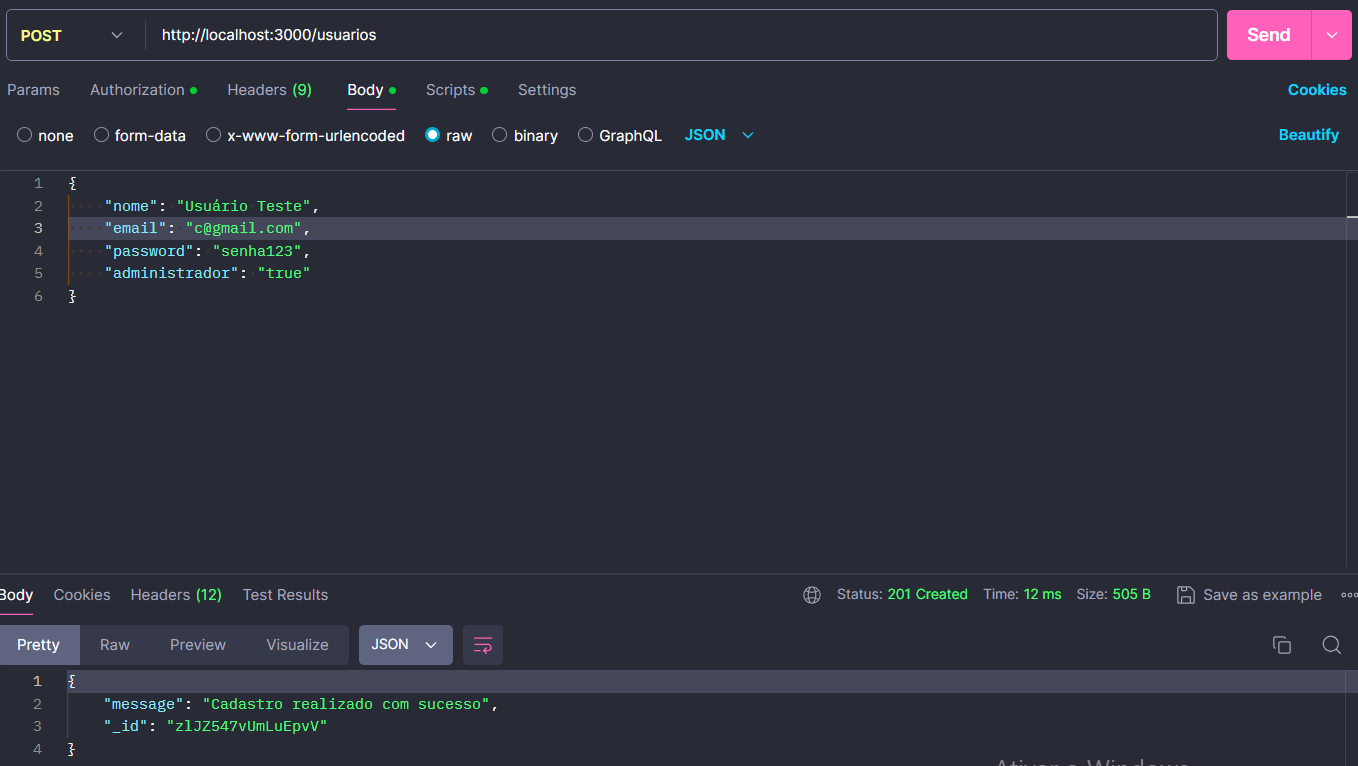 POST http://localhost:3000/usuarios Send
Params Authorization Headers (9) Body Scripts Settings Cookies
none form-data x-www-form-urlencoded raw binary GraphQL JSON Beautify
1 {
2 "nome": "Usuário Teste",
3 "email": "c@gmail.com",
4 "password": "senha123",
5 "administrador": "true"
6 }
Body Cookies Headers (12) Test Results Status: 201 Created Time: 12 ms Size: 505 B Save as example
Pretty Raw Preview Visualize JSON
1 {
2 "message": "Cadastro realizado com sucesso",
3 "_id": "zlJZ547vUmLuEpvV"
4 }
Ativar o Windows